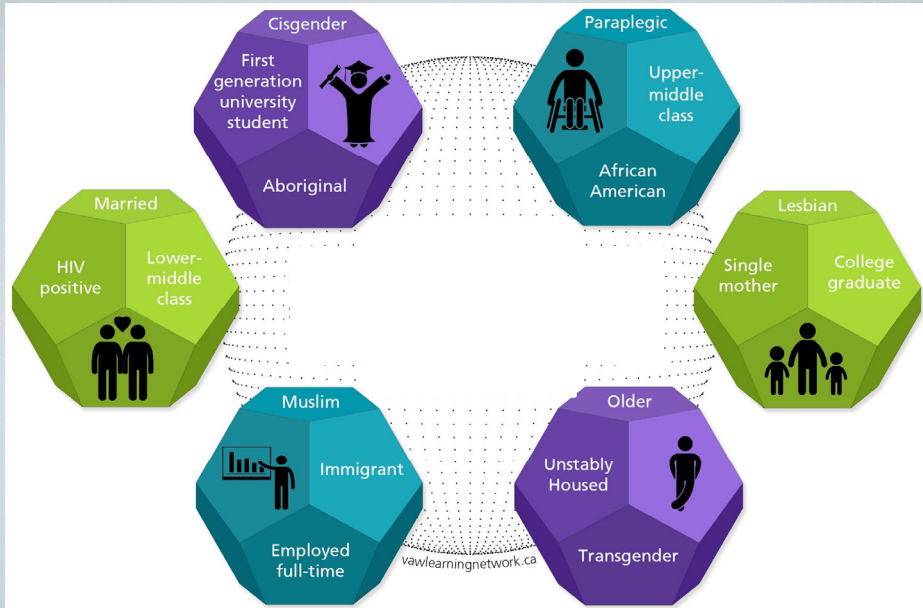 Cisgender
First
generation
university
student
Aboriginal
Paraplegic
Upper-
middle
class
African
American
Married
HIV
positive
Lower-
middle
class
Lesbian
Single
mother
College
graduate
Muslim
Immigrant
Employed
full-time
Older
Unstably
Housed
Transgender
vawlearningnetwork.ca